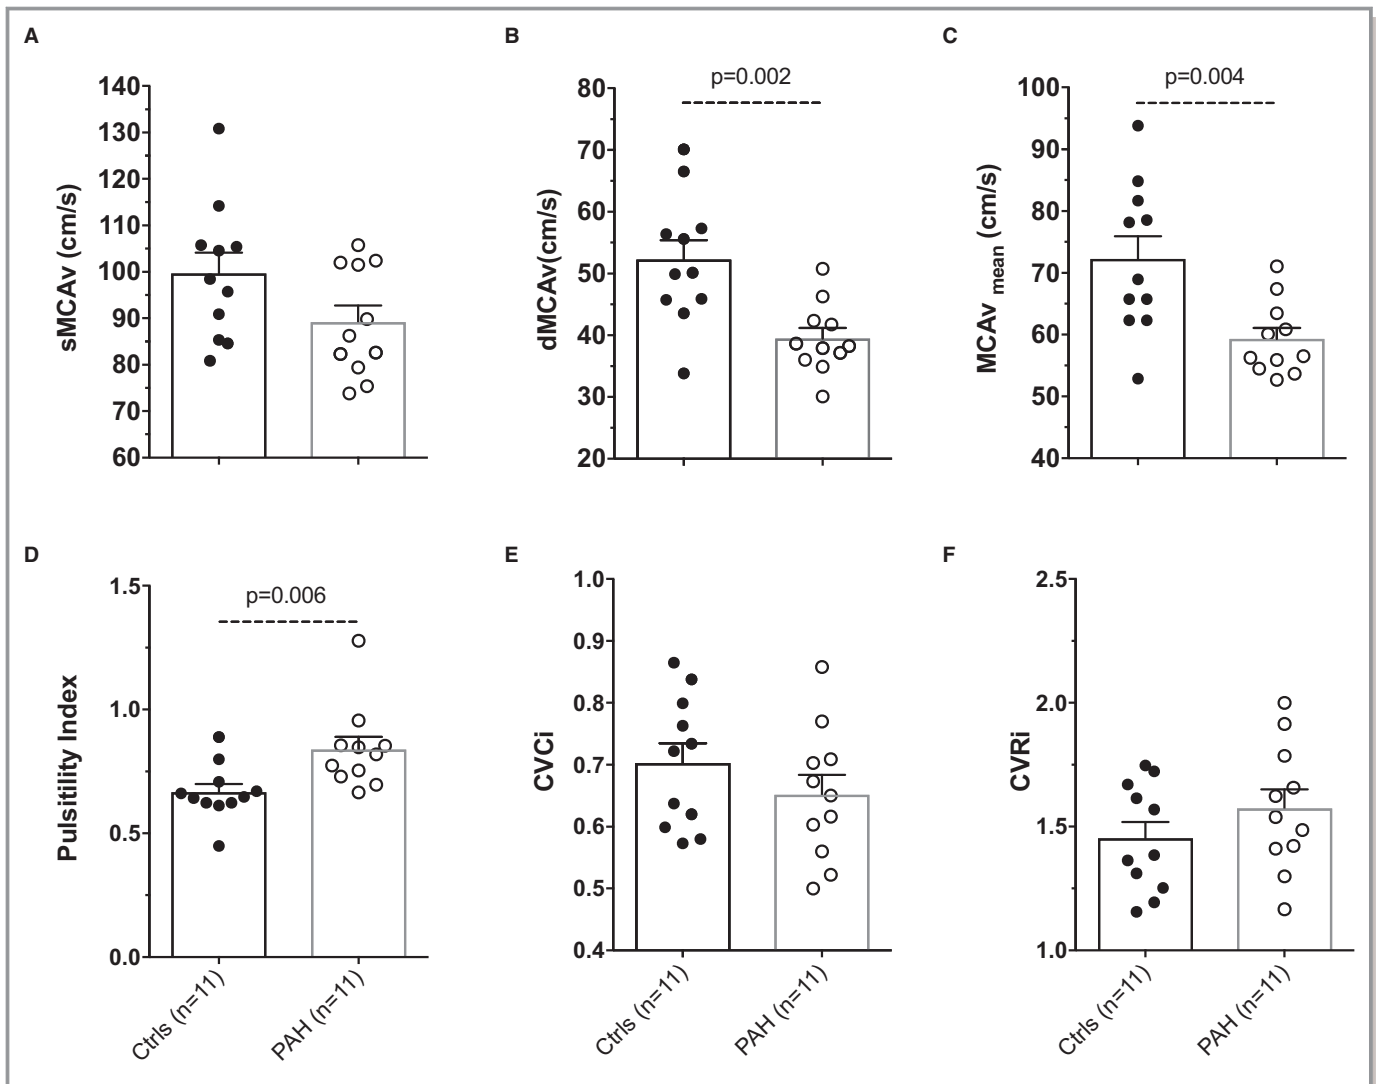 A
B
C
140
130
120
110
100
90
80
70
60
sMCAv (cm/s)
p=0.002
80
70
60
50
40
30
20
dMCAv(cm/s)
p=0.004
100
90
80
70
60
50
40
MCAv mean (cm/s)
D
E
F
p=0.006
1.5
1.0
0.5
0.0
Pulsitility Index
Ctrls (n=11)
PAH (n=11)
1.0
0.9
0.8
0.7
0.6
0.5
0.4
CVCi
Ctrls (n=11)
PAH (n=11)
2.5
2.0
1.5
1.0
CVRi
Ctrls (n=11)
PAH (n=11)